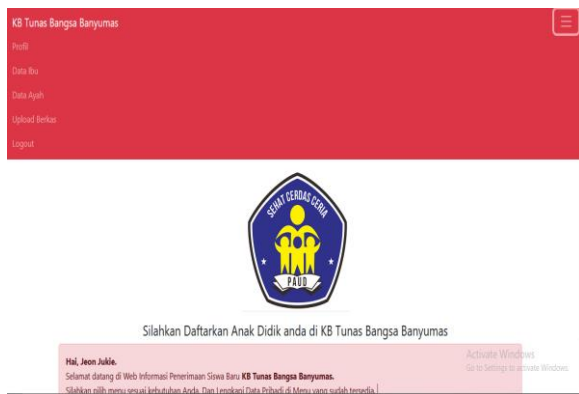 KB Tunas Bangsa Banyumas
Profil
Data Ibu
Data Ayah
Upload Berkas
Logout
SEHAT CERDAS CERIA
PAUD
Silahkan Daftarkan Anak Didik anda di KB Tunas Bangsa Banyumas
Hai, Jeon Jukie.
Selamat datang di Web Informasi Penerimaan Siswa Baru KB Tunas Bangsa Banyumas.
Silahkan pilih menu sesuai kebutuhan Anda. Dan Lengkapi Data Pribadi di Menu yang sudah tersedia.
Activate Windows
Go to Settings to activate Windows.